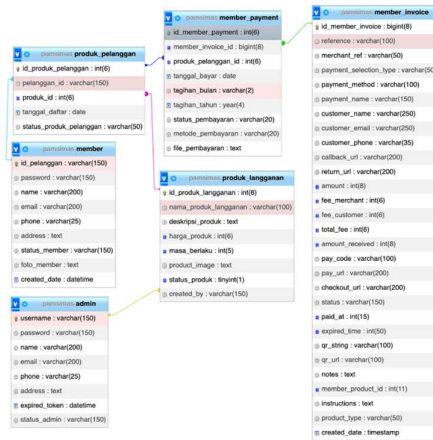 pamsimas produk_pelanggan
id_produk_pelanggan : int(6)
pelanggan_id : varchar(150)
produk_id : int(6)
tanggal_daftar : date
status_produk_pelanggan : varchar(50)
pamsimas member
id_pelanggan : varchar(150)
password : varchar(150)
name : varchar(200)
email : varchar(200)
phone : varchar(25)
address : text
status_member : varchar(150)
foto_member : text
created_date : datetime
pamsimas admin
username : varchar(150)
password : varchar(150)
name : varchar(200)
email : varchar(200)
phone : varchar(25)
address : text
expired_token : datetime
status_admin : varchar(150)
pamsimas member_payment
id_member_payment : int(6)
member_invoice_id : bigint(8)
produk_pelanggan_id : int(6)
tanggal_bayar : date
tagihan_bulan : varchar(2)
tagihan_tahun : year(4)
status_pembayaran : varchar(20)
metode_pembayaran : varchar(20)
file_pembayaran : text
pamsimas produk_langganan
id_produk_langganan : int(6)
nama_produk_langganan : varchar(100)
deskripsi_produk : text
harga_produk : int(6)
masa_berlaku : int(5)
product_image : text
status_produk : tinyint(1)
created_by : varchar(150)
pamsimas member_invoice
id_member_invoice : bigint(8)
reference : varchar(100)
merchant_ref : varchar(50)
payment_selection_type : varchar(50
payment_method : varchar(100)
payment_name : varchar(150)
customer_name : varchar(250)
customer_email : varchar(250)
customer_phone : varchar(35)
callback_url : varchar(200)
return_url : varchar(200)
amount : int(8)
fee_merchant : int(6)
fee_customer : int(6)
total_fee : int(6)
amount_received : int(8)
pay_code : varchar(100)
pay_url : varchar(200)
checkout_url : varchar(200)
status : varchar(150)
paid_at : int(15)
expired_time : int(50)
qr_string : varchar(100)
qr_url : varchar(100)
notes : text
member_product_id : int(11)
instructions : text
product_type : varchar(50)
created_date : timestamp